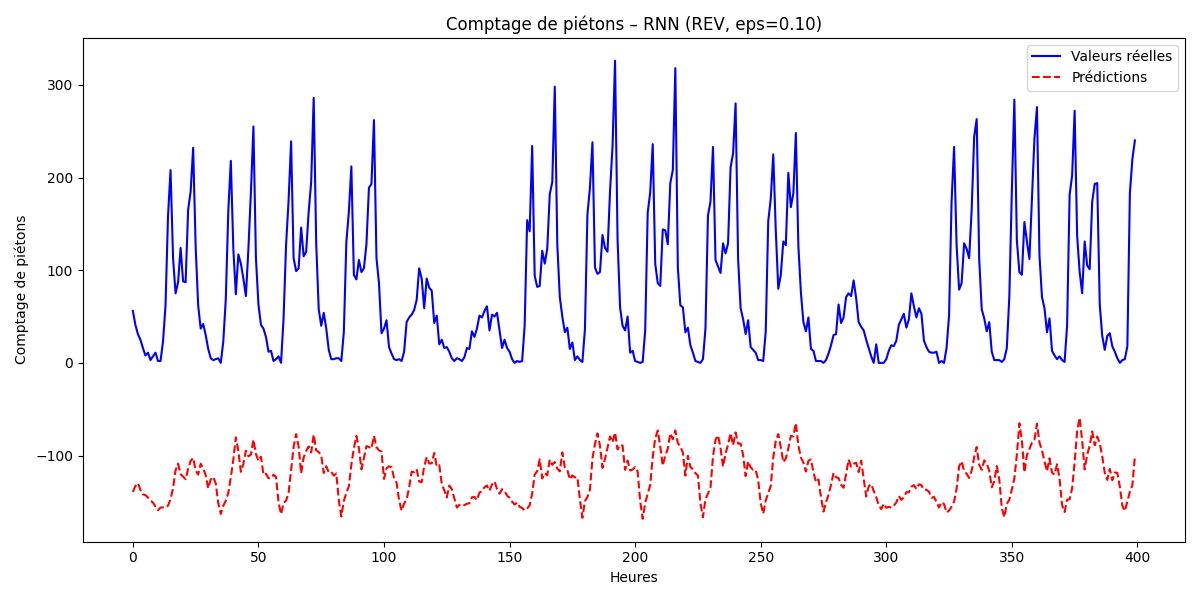 Comptage de piétons – RNN (REV, eps=0.10)
Valeurs réelles
Prédictions
Comptage de piétons
300
200
100
0
−100
0 50 100 150 200 250 300 350 400
Heures